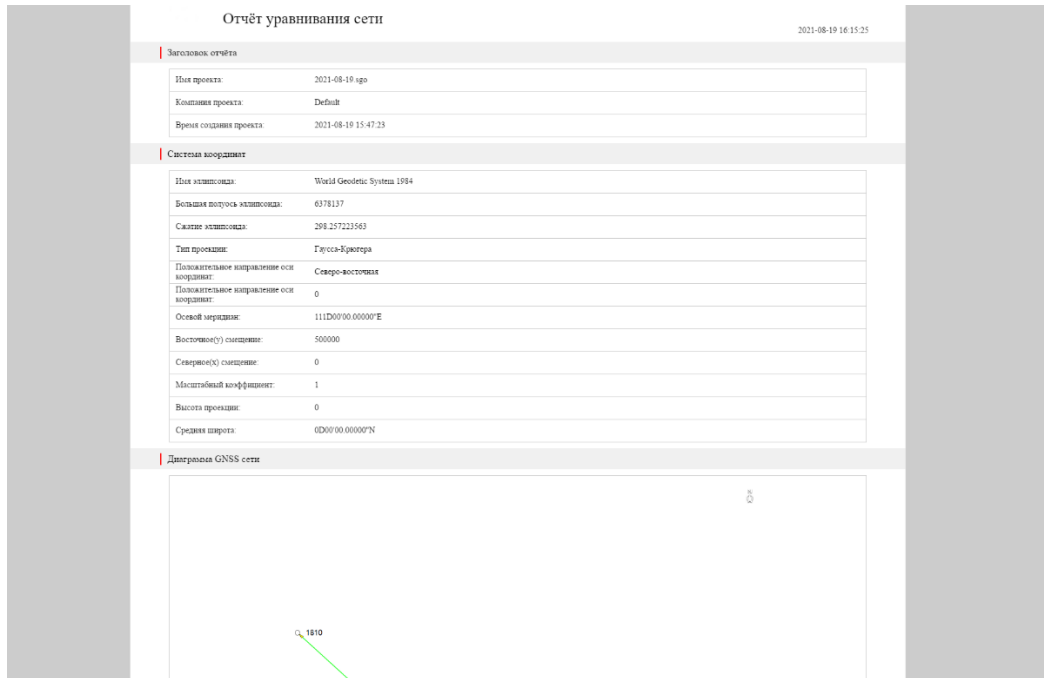 Отчёт уравнивания сети
2021-08-19 16:15:25
Заголовок отчёта
Имя проекта: 2021-08-19.sgo
Компания проекта: Default
Время создания проекта: 2021-08-19 15:47:23
Система координат
Имя эллипсоида: World Geodetic System 1984
Большая полуось эллипсоида: 6378137
Сжатие эллипсоида: 298.257223563
Тип проекции: Гаусса-Крюгера
Положительное направление оси
координат: Северо-восточная
Положительное направление оси
координат: 0
Осевой меридиан: 111D00'00.00000"E
Восточное(y) смещение: 500000
Северное(x) смещение: 0
Масштабный коэффициент: 1
Высота проекции: 0
Средняя широта: 0D00'00.00000"N
Диаграмма GNSS сети
1810